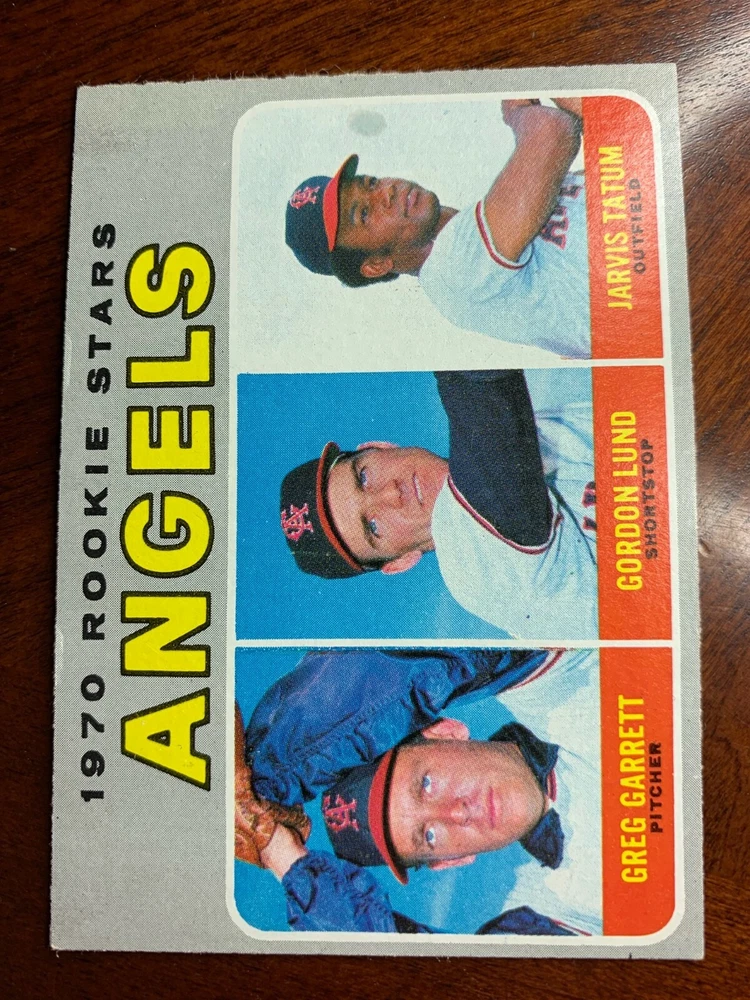 1970 ROOKIE STARS
ANGELS
GREG GARRETT
PITCHER
GORDON LUND
SHORTSTOP
JARVIS TATUM
OUTFIELD